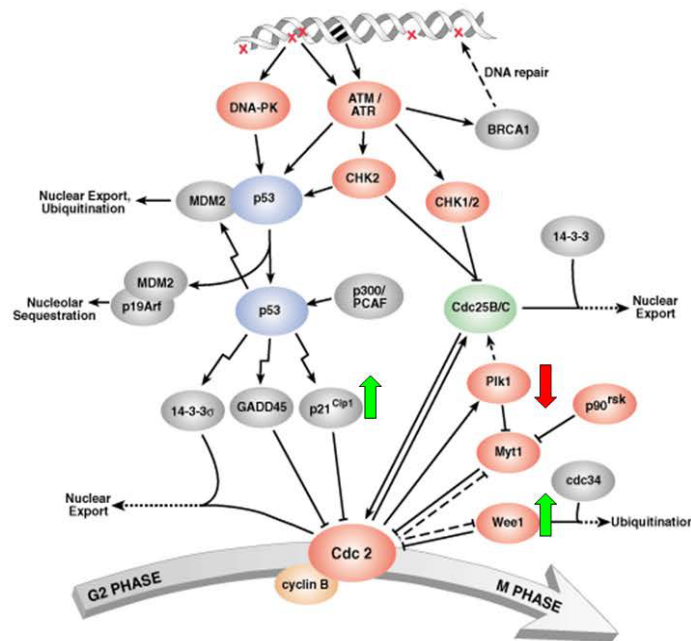 DNA repair
DNA-PK
ATM /
ATR
BRCA1
CHK2
Nuclear Export,
Ubiquitination
MDM2
p53
CHK1/2
14-3-3
MDM2
p19Arf
Nucleolar
Sequestration
p300/
PCAF
p53
Cdc25B/C
Nuclear
Export
Plk1
p90rsk
14-3-3σ
GADD45
p21Clp1
Myt1
cdc34
Nuclear
Export
Wee1
Ubiquitination
Cdc 2
cyclin B
G2 PHASE
M PHASE